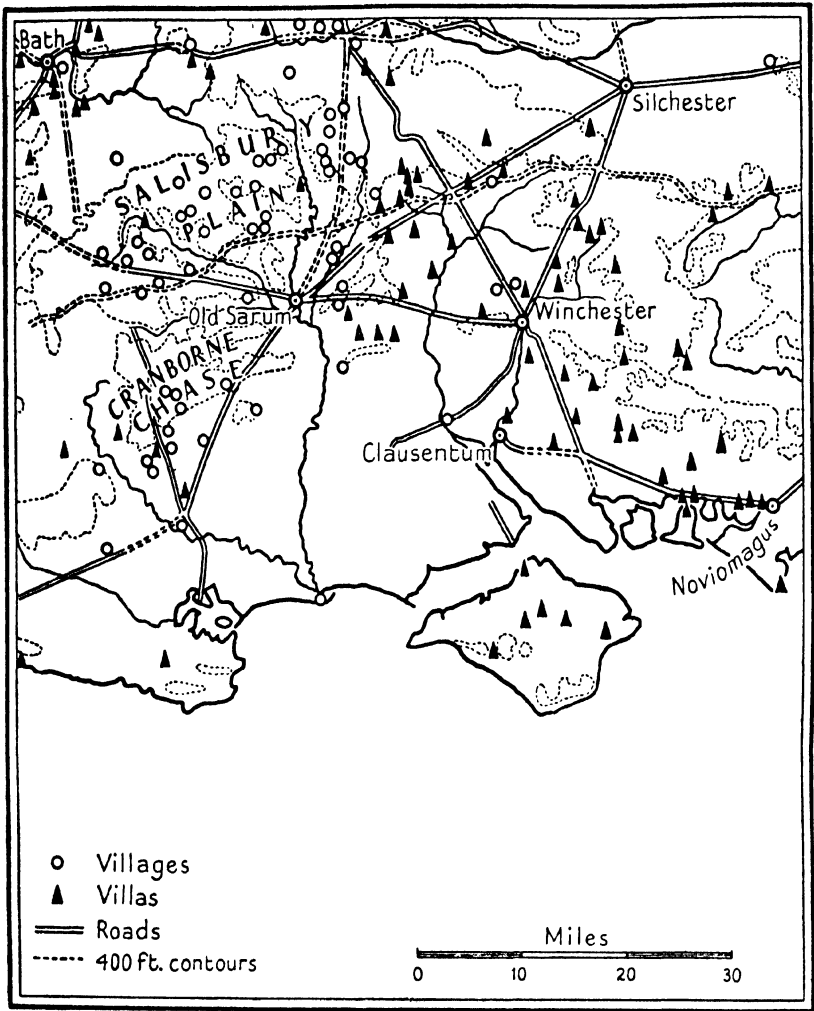 Bath
Silchester
SALISBURY
PLAIN
Old Sarum
Winchester
CRANBORNE
CHASE
Clausentum
Noviomagus
Villages
Villas
Roads
400 ft. contours
Miles
0 10 20 30